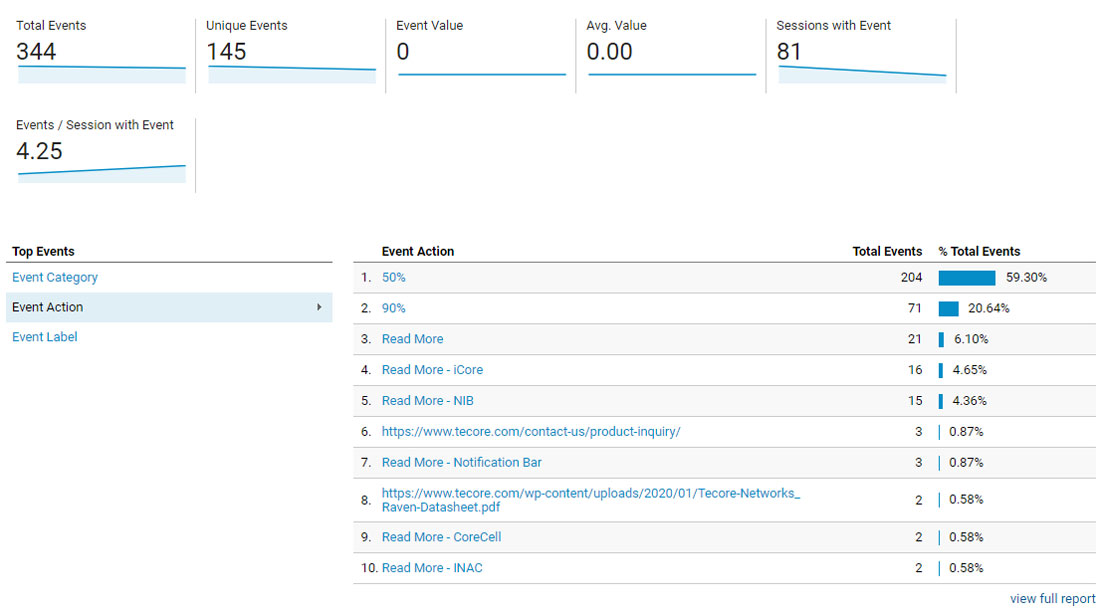 Total Events
344
Unique Events
145
Event Value
0
Avg. Value
0.00
Sessions with Event
81
Events / Session with Event
4.25
Top Events
Event Category
Event Action
Event Label
Event Action Total Events % Total Events
1. 50% 204 59.30%
2. 90% 71 20.64%
3. Read More 21 6.10%
4. Read More - iCore 16 4.65%
5. Read More - NIB 15 4.36%
6. https://www.tecore.com/contact-us/product-inquiry/ 3 0.87%
7. Read More - Notification Bar 3 0.87%
8. https://www.tecore.com/wp-content/uploads/2020/01/Tecore-Networks_
Raven-Datasheet.pdf 2 0.58%
9. Read More - CoreCell 2 0.58%
10. Read More - INAC 2 0.58%
view full report